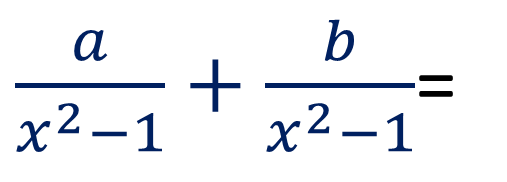 a/(x²−1) + b/(x²−1) =